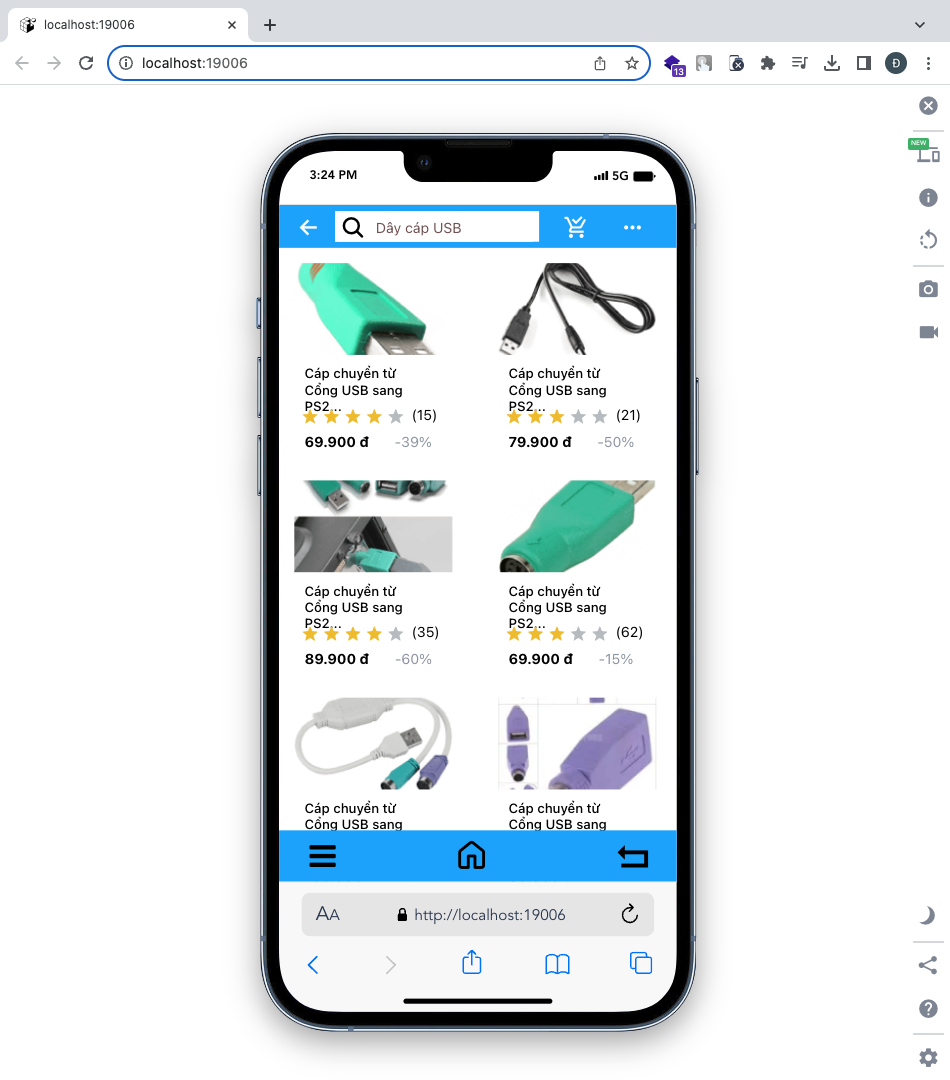 localhost:19006
localhost:19006
13
Đ
NEW
3:24 PM
5G
Dây cáp USB
Cáp chuyển từ
Cổng USB sang
PS2...
(15)
69.900 đ -39%
Cáp chuyển từ
Cổng USB sang
PS2...
(21)
79.900 đ -50%
Cáp chuyển từ
Cổng USB sang
PS2...
(35)
89.900 đ -60%
Cáp chuyển từ
Cổng USB sang
PS2...
(62)
69.900 đ -15%
Cáp chuyển từ
Cổng USB sang
Cáp chuyển từ
Cổng USB sang
AA http://localhost:19006